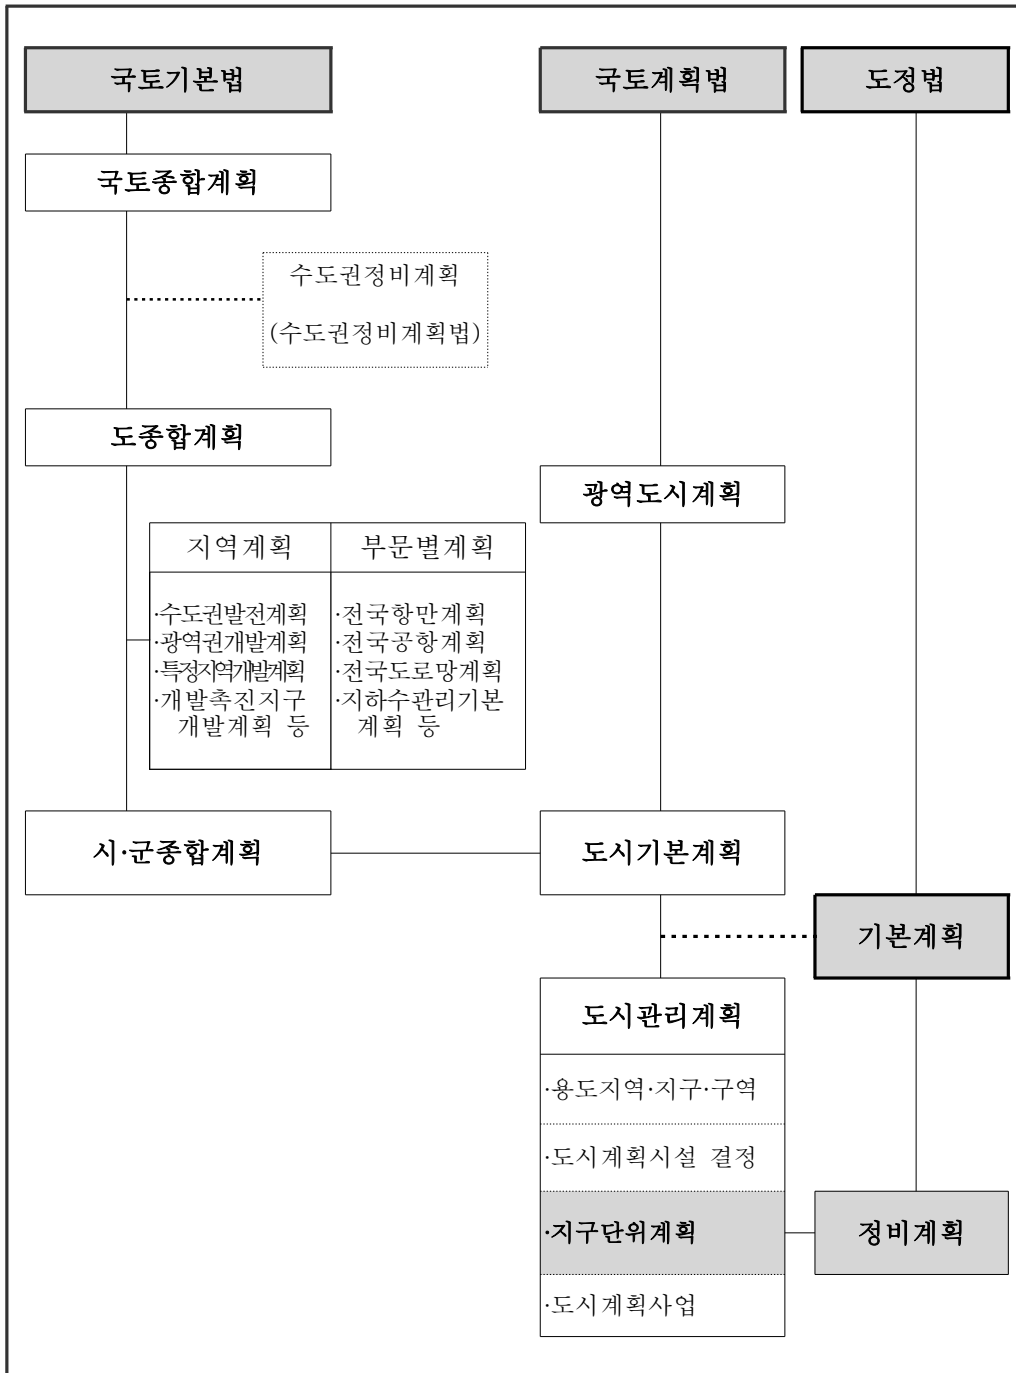 국토기본법
국토계획법
도정법
국토종합계획
수도권정비계획
(수도권정비계획법)
도종합계획
광역도시계획
지역계획
부문별계획
·수도권발전계획
·광역권개발계획
·특정지역개발계획
·개발촉진지구
개발계획 등
·전국항만계획
·전국공항계획
·전국도로망계획
·지하수관리기본
계획 등
시·군종합계획
도시기본계획
기본계획
도시관리계획
·용도지역·지구·구역
·도시계획시설 결정
·지구단위계획
정비계획
·도시계획사업